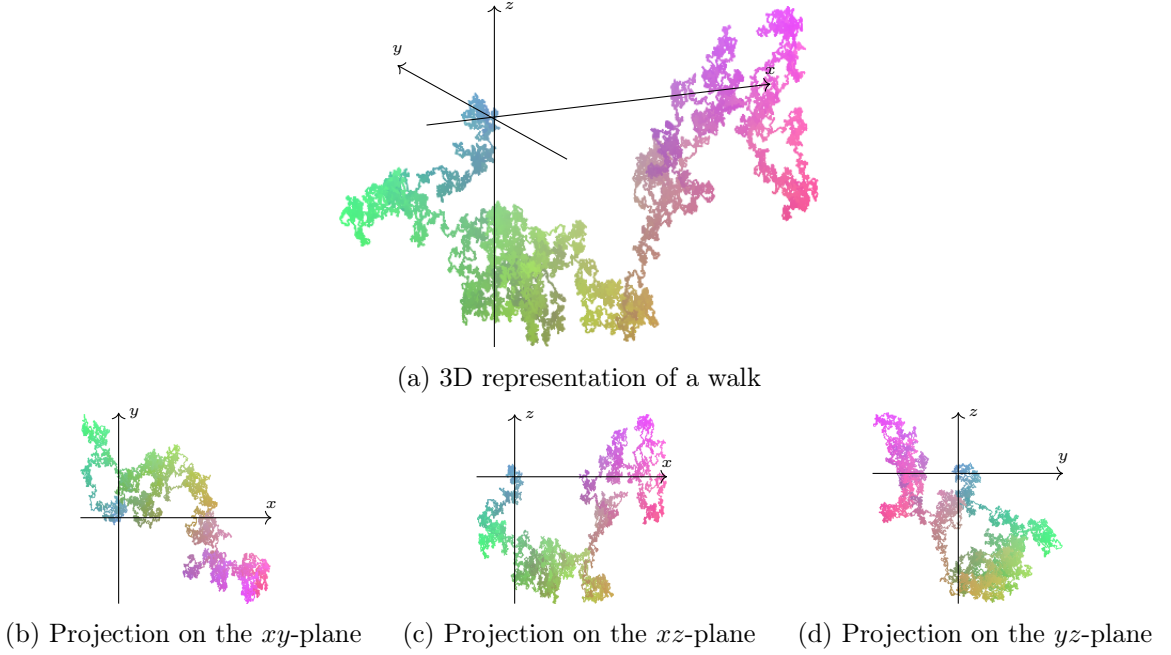 z
y
x
(a) 3D representation of a walk
y
x
z
x
z
y
(b) Projection on the xy-plane
(c) Projection on the xz-plane
(d) Projection on the yz-plane